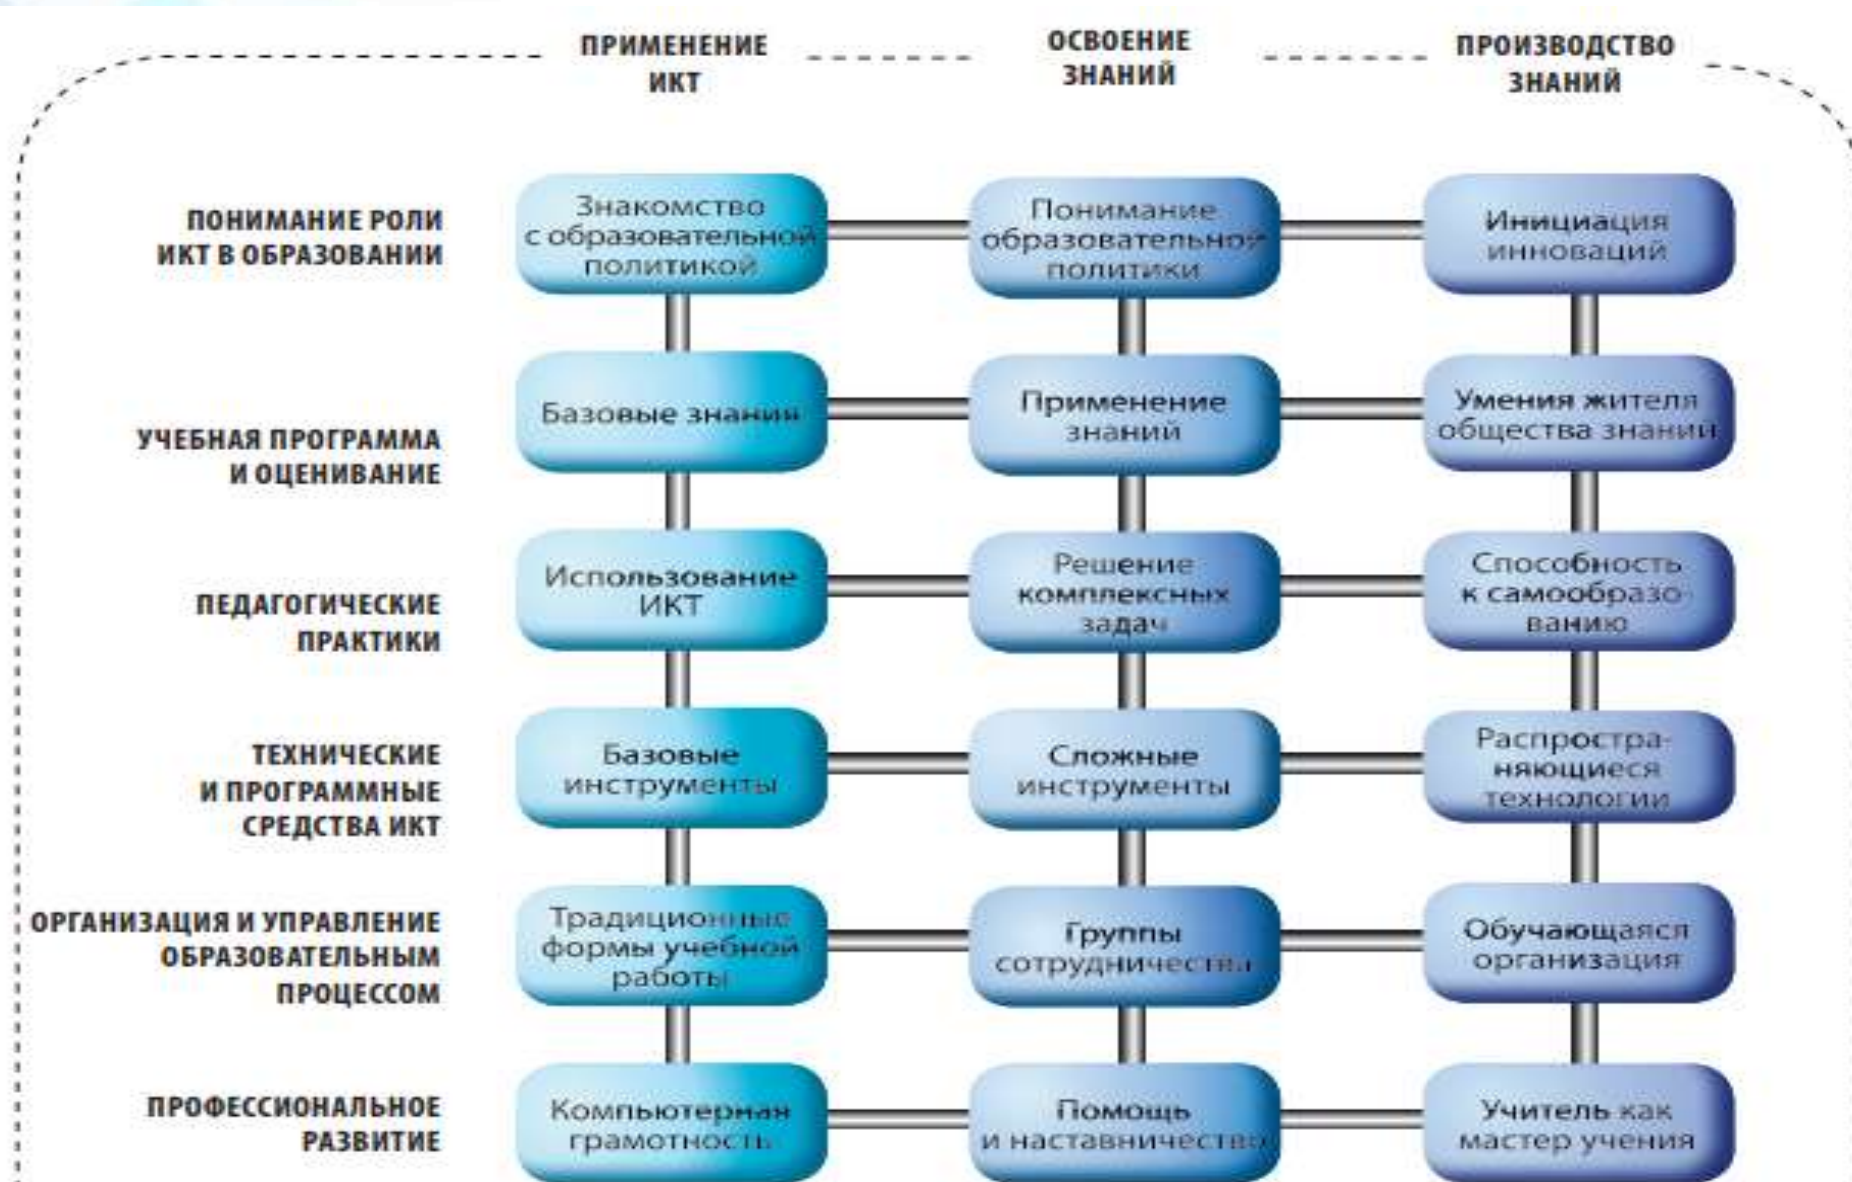 ПРИМЕНЕНИЕ
ИКТ
ОСВОЕНИЕ
ЗНАНИЙ
ПРОИЗВОДСТВО
ЗНАНИЙ
ПОНИМАНИЕ РОЛИ
ИКТ В ОБРАЗОВАНИИ
Знакомство
с образовательной
политикой
Понимание
образовательной
политики
Инициация
инноваций
УЧЕБНАЯ ПРОГРАММА
И ОЦЕНИВАНИЕ
Базовые знания
Применение
знаний
Умения жителя
общества знаний
ПЕДАГОГИЧЕСКИЕ
ПРАКТИКИ
Использование
ИКТ
Решение
комплексных
задач
Способность
к самообразо-
ванию
ТЕХНИЧЕСКИЕ
И ПРОГРАММНЫЕ
СРЕДСТВА ИКТ
Базовые
инструменты
Сложные
инструменты
Распростра-
няющиеся
технологии
ОРГАНИЗАЦИЯ И УПРАВЛЕНИЕ
ОБРАЗОВАТЕЛЬНЫМ
ПРОЦЕССОМ
Традиционные
формы учебной
работы
Группы
сотрудничества
Обучающаяся
организация
ПРОФЕССИОНАЛЬНОЕ
РАЗВИТИЕ
Компьютерная
грамотность
Помощь
и наставничество
Учитель как
мастер учения